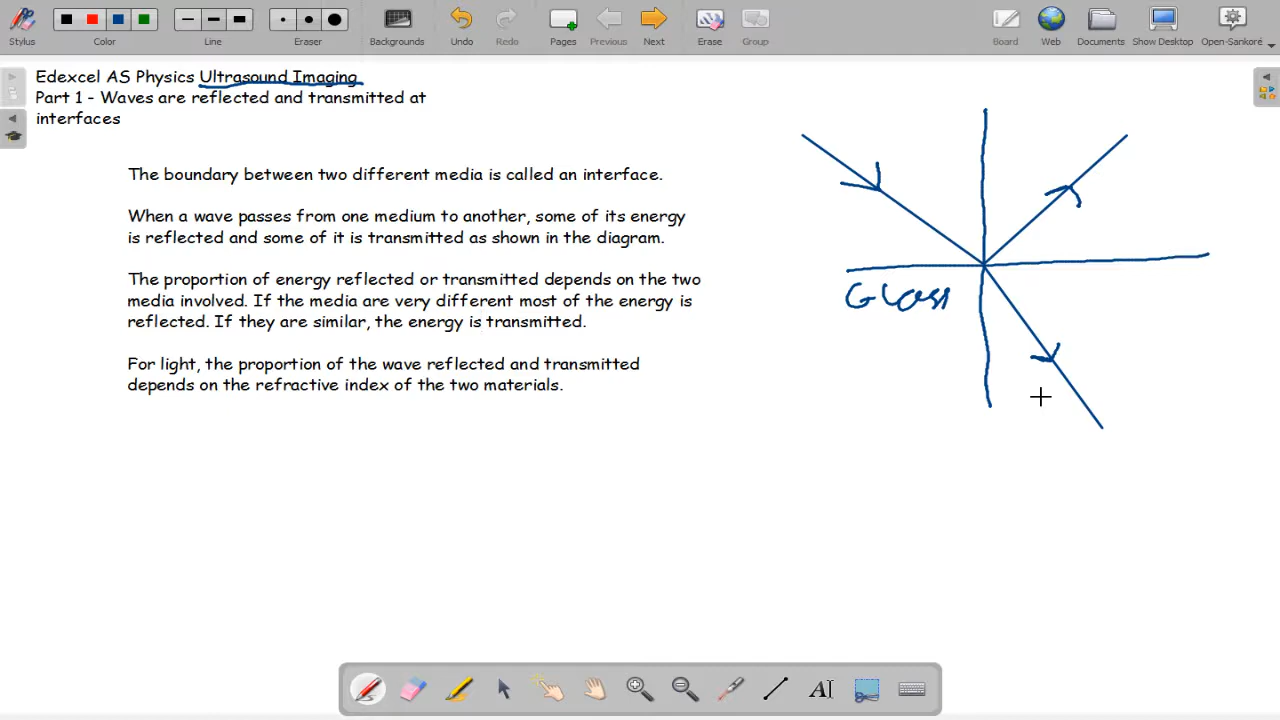 Stylus
Color
Line
Eraser
Backgrounds
Undo
Redo
Pages
Previous
Next
Erase
Group
Board
Web
Documents
Show Desktop
Open-Sankoré
Edexcel AS Physics Ultrasound Imaging
Part 1 - Waves are reflected and transmitted at
interfaces
The boundary between two different media is called an interface.
When a wave passes from one medium to another, some of its energy
is reflected and some of it is transmitted as shown in the diagram.
The proportion of energy reflected or transmitted depends on the two
media involved. If the media are very different most of the energy is
reflected. If they are similar, the energy is transmitted.
For light, the proportion of the wave reflected and transmitted
depends on the refractive index of the two materials.
Glass
AI